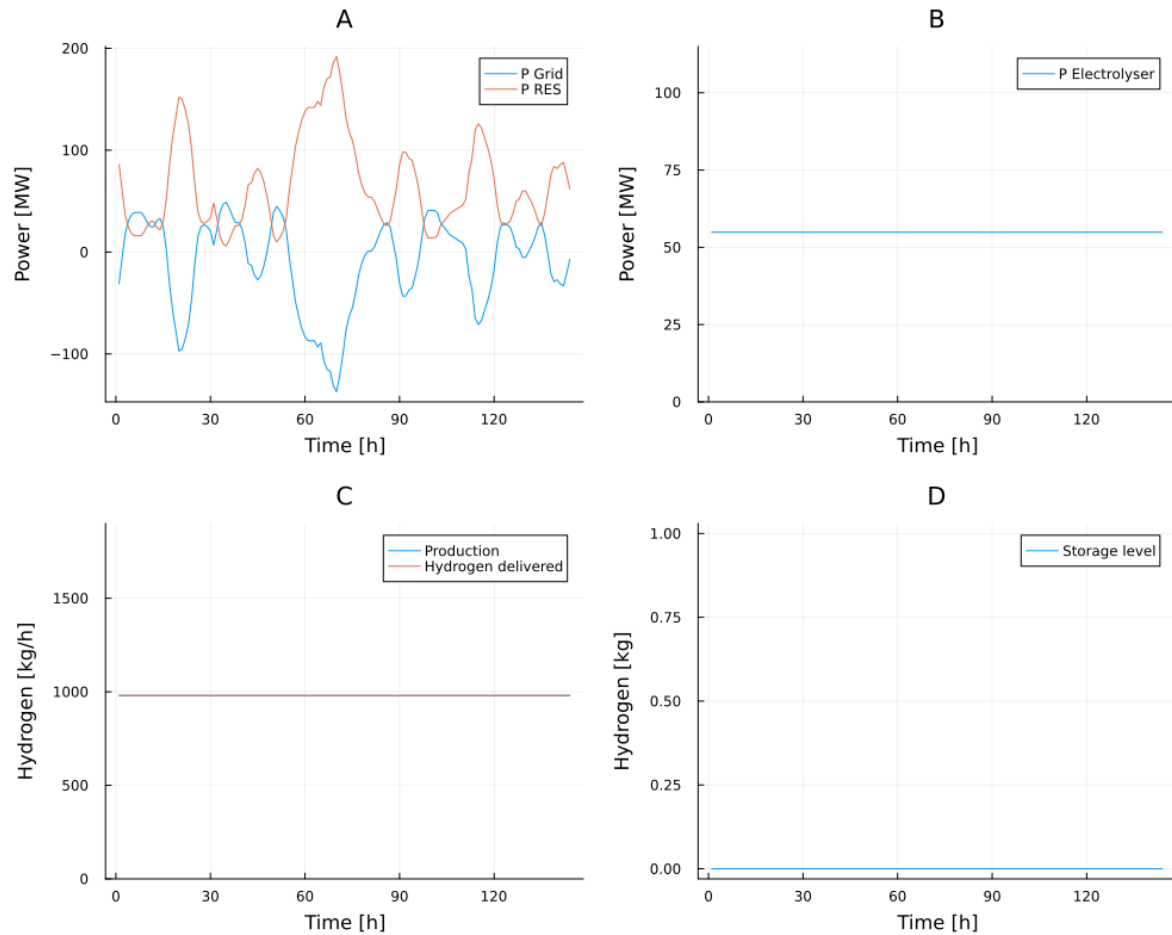 A
200
100
0
−100
Power [MW]
P Grid
P RES
0 30 60 90 120
Time [h]
B
100
75
50
25
0
Power [MW]
P Electrolyser
0 30 60 90 120
Time [h]
C
1500
1000
500
0
Hydrogen [kg/h]
Production
Hydrogen delivered
0 30 60 90 120
Time [h]
D
1.00
0.75
0.50
0.25
0.00
Hydrogen [kg]
Storage level
0 30 60 90 120
Time [h]